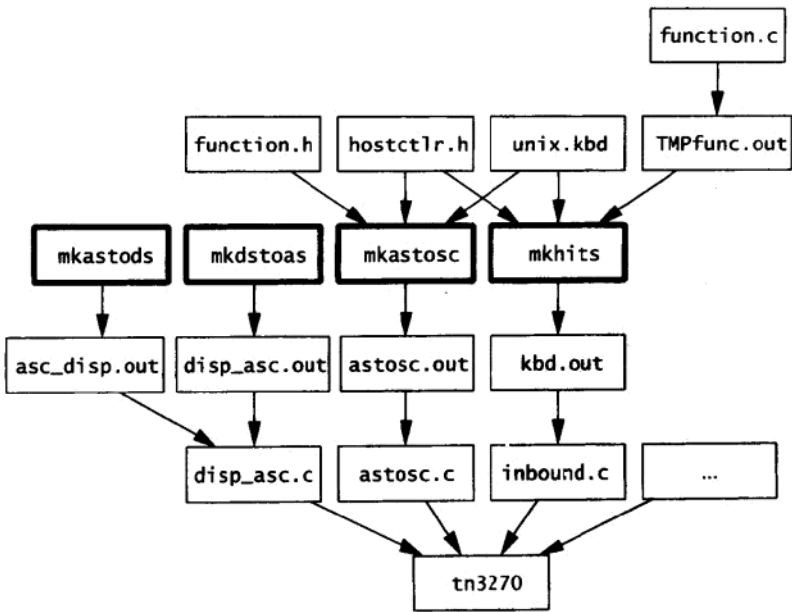 function.c
function.h
hostctlr.h
unix.kbd
TMPfunc.out
mkastods
mkdstoas
mkastosc
mkhits
asc_disp.out
disp_asc.out
astosc.out
kbd.out
disp_asc.c
astosc.c
inbound.c
...
tn3270